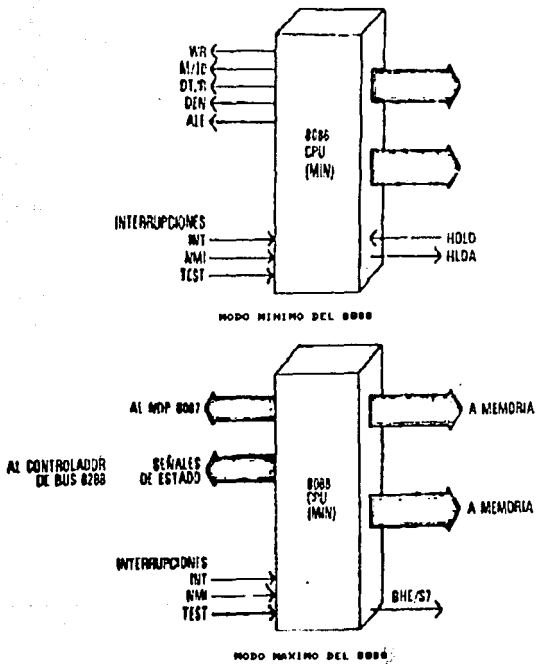 WR
M/IO
DT/R
DEN
ALE
8086
CPU
(MIN)
INTERRUPCIONES
INT
NMI
TEST
HOLD
HLDA
MODO MINIMO DEL 8088
AL NDP 8087
A MEMORIA
AL CONTROLADOR
DE BUS 8288
SEÑALES
DE ESTADO
8088
CPU
(MIN)
A MEMORIA
INTERRUPCIONES
INT
NMI
TEST
BHE/S7
MODO MAXIMO DEL 8088